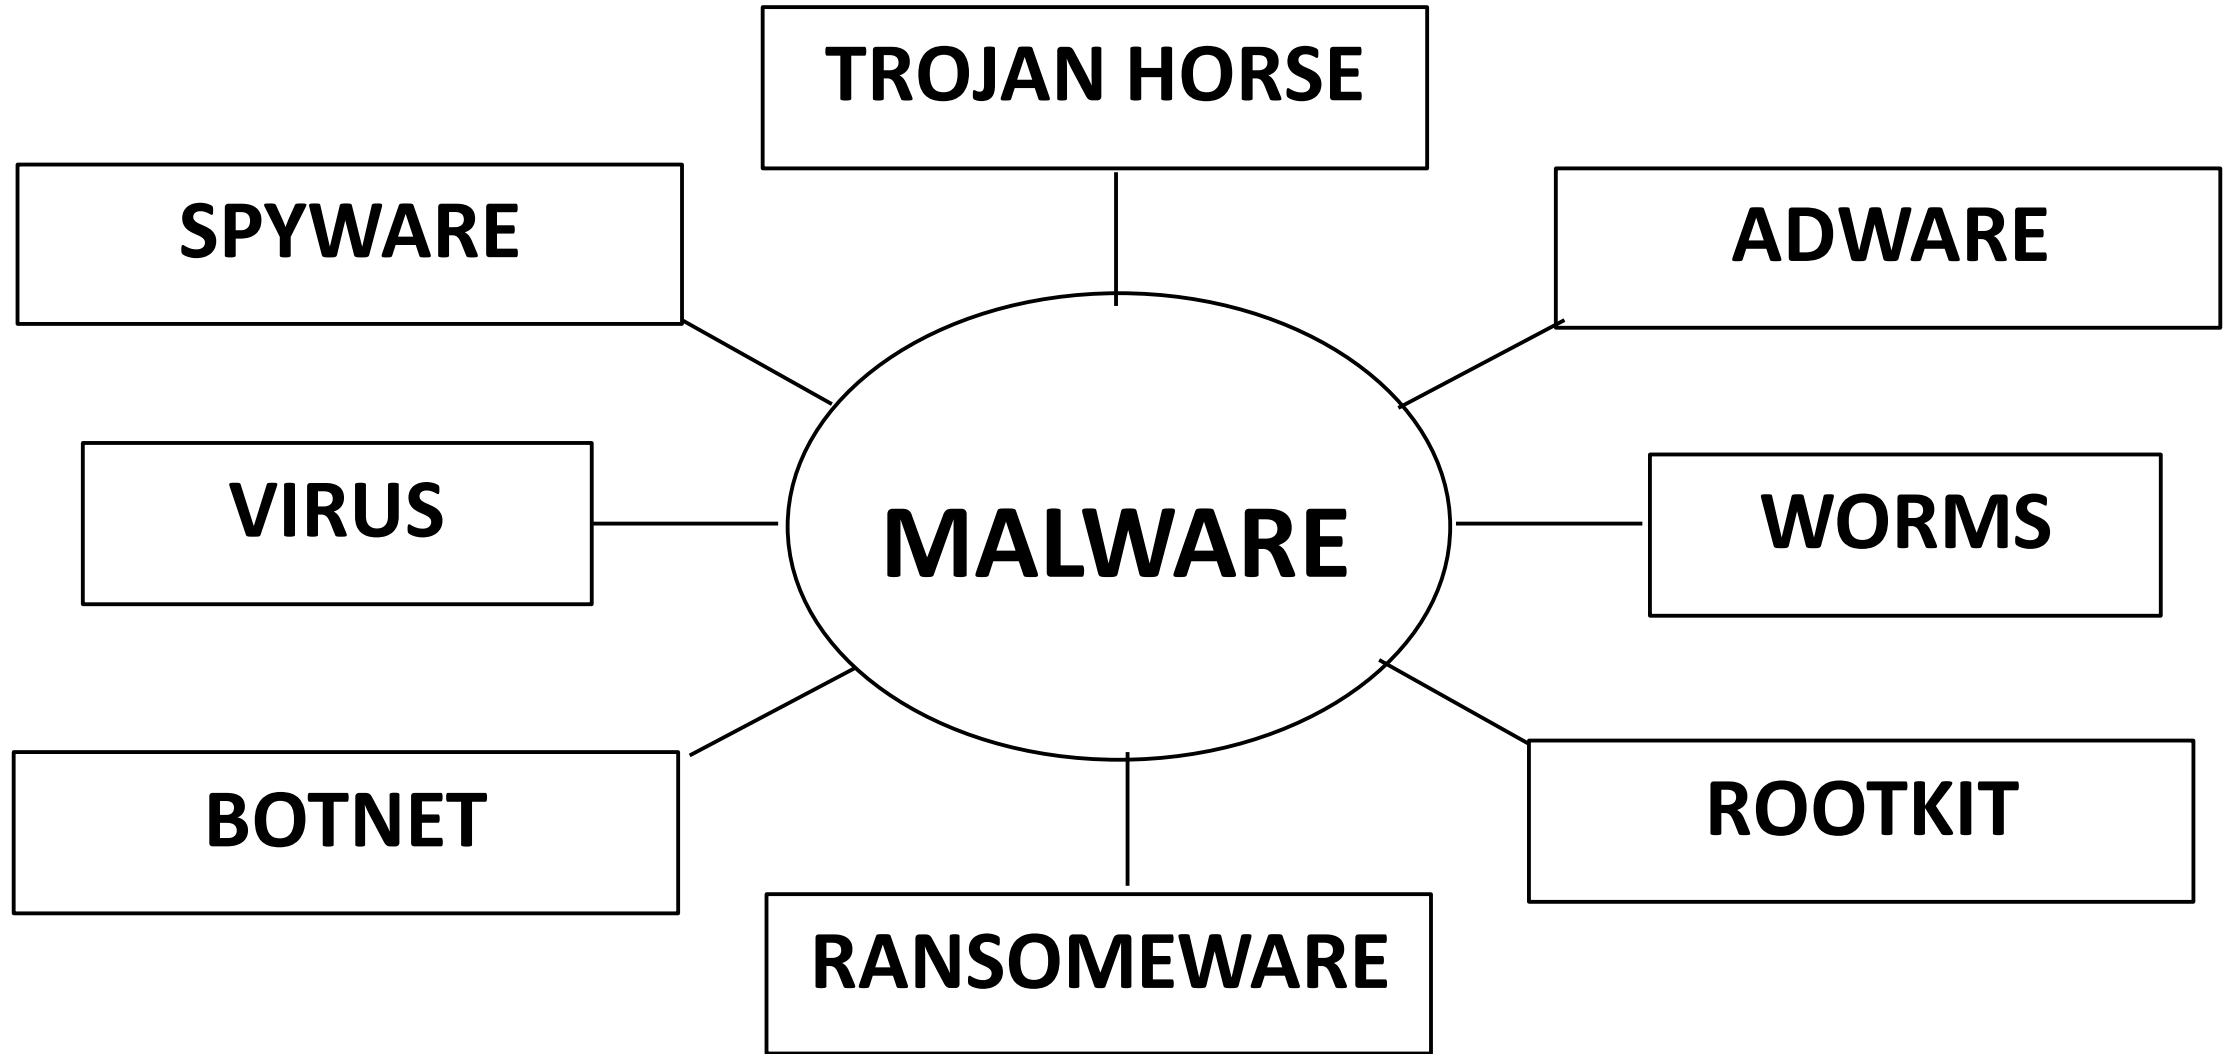 TROJAN HORSE
SPYWARE
ADWARE
VIRUS
MALWARE
WORMS
BOTNET
ROOTKIT
RANSOMEWARE